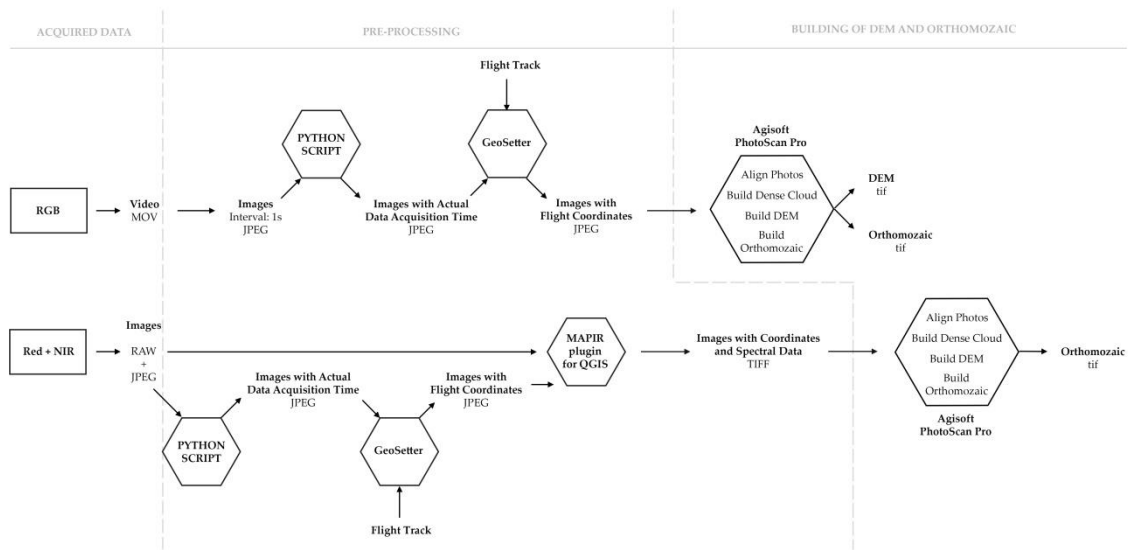 ACQUIRED DATA
PRE-PROCESSING
BUILDING OF DEM AND ORTHOMOZAIC
Flight Track
PYTHON
SCRIPT
GeoSetter
Agisoft
PhotoScan Pro
RGB
Video
MOV
Images
Interval: 1s
JPEG
Images with Actual
Data Acquisition Time
JPEG
Images with
Flight Coordinates
JPEG
Align Photos
Build Dense Cloud
Build DEM
Build
Orthomozaic
DEM
tif
Orthomozaic
tif
Red + NIR
Images
RAW
+
JPEG
PYTHON
SCRIPT
Images with Actual
Data Acquisition Time
JPEG
GeoSetter
Flight Track
Images with
Flight Coordinates
JPEG
MAPIR
plugin
for QGIS
Images with Coordinates
and Spectral Data
TIFF
Align Photos
Build Dense Cloud
Build DEM
Build
Orthomozaic
Agisoft
PhotoScan Pro
Orthomozaic
tif